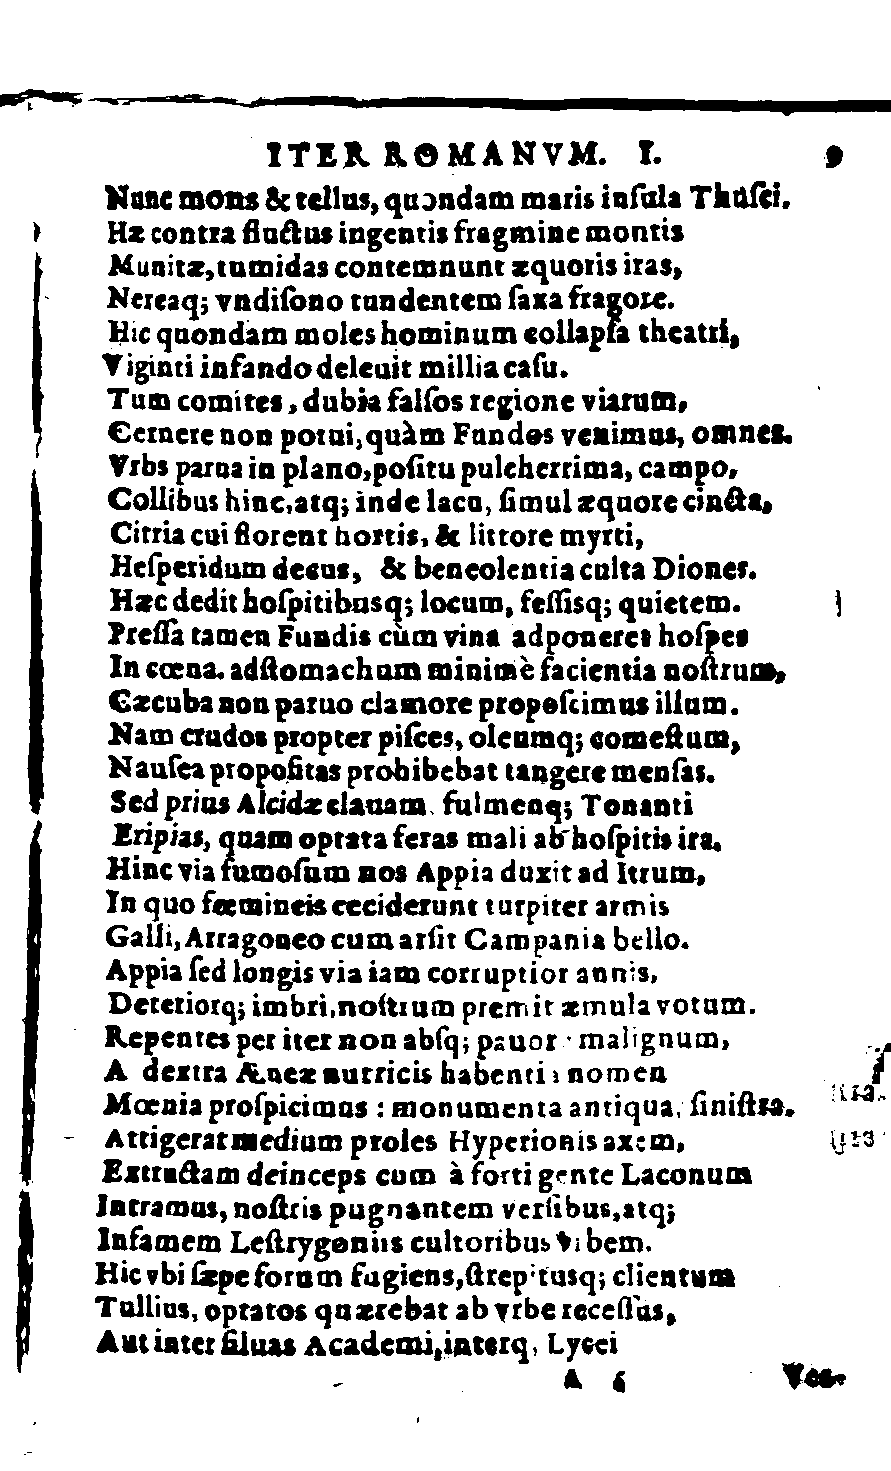 ITER ROMANVM. I. 9
Nunc mons & tellus, quondam maris inſula Thuſci.
Hæ contra fluctus ingentis fragmine montis
Munitæ, tumidas contemnunt æquoris iras,
Nereaq; vndiſono tundentem ſaxa fragore.
Hic quondam moles hominum collapſa theatri,
Viginti infando deleuit millia caſu.
Tum comites, dubia falſos regione viarum,
Cernere non potui, quàm Fundos venimus, omnes.
Vrbs parua in plano, poſitu pulcherrima, campo,
Collibus hinc, atq; inde lacu, ſimul æquore cincta,
Citria cui florent hortis, & littore myrti,
Heſperidum decus, & beneolentia culta Diones.
Hæc dedit hoſpitibusq; locum, feſſisq; quietem.
Preſſa tamen Fundis cùm vina adponeret hoſpes
In cœna. adſtomachum minimè facientia noſtrum,
Cæcuba non paruo clamore propoſcimus illum.
Nam crudos propter piſces, oleumq; comeſtum,
Nauſea propoſitas prohibebat tangere menſas.
Sed prius Alcidæ clauam, fulmenq; Tonanti
Eripias, quam optata feras mali ab hoſpitis ira.
Hinc via fumoſum nos Appia duxit ad Itrum,
In quo fœmineis ceciderunt turpiter armis
Galli, Arragoneo cum arſit Campania bello.
Appia ſed longis via iam corruptior annis,
Deteriorq; imbri, noſtrum premit æmula votum.
Repentes per iter non abſq; pauor malignum,
A dextra Æneæ nutricis habenti nomen
Mœnia proſpicimus : monumenta antiqua, ſiniſtra.
Attigerat medium proles Hyperionis axem,
Extructam deinceps cum à forti gente Laconum
Intramus, noſtris pugnantem verſibus, atq;
Infamem Leſtrygoniis cultoribus Vrbem.
Hic vbi ſæpe forum fugiens, ſtrepitusq; clientum
Tullius, optatos quærebat ab vrbe receſſus,
Aut inter ſiluas Academi, interq, Lycei
A 6